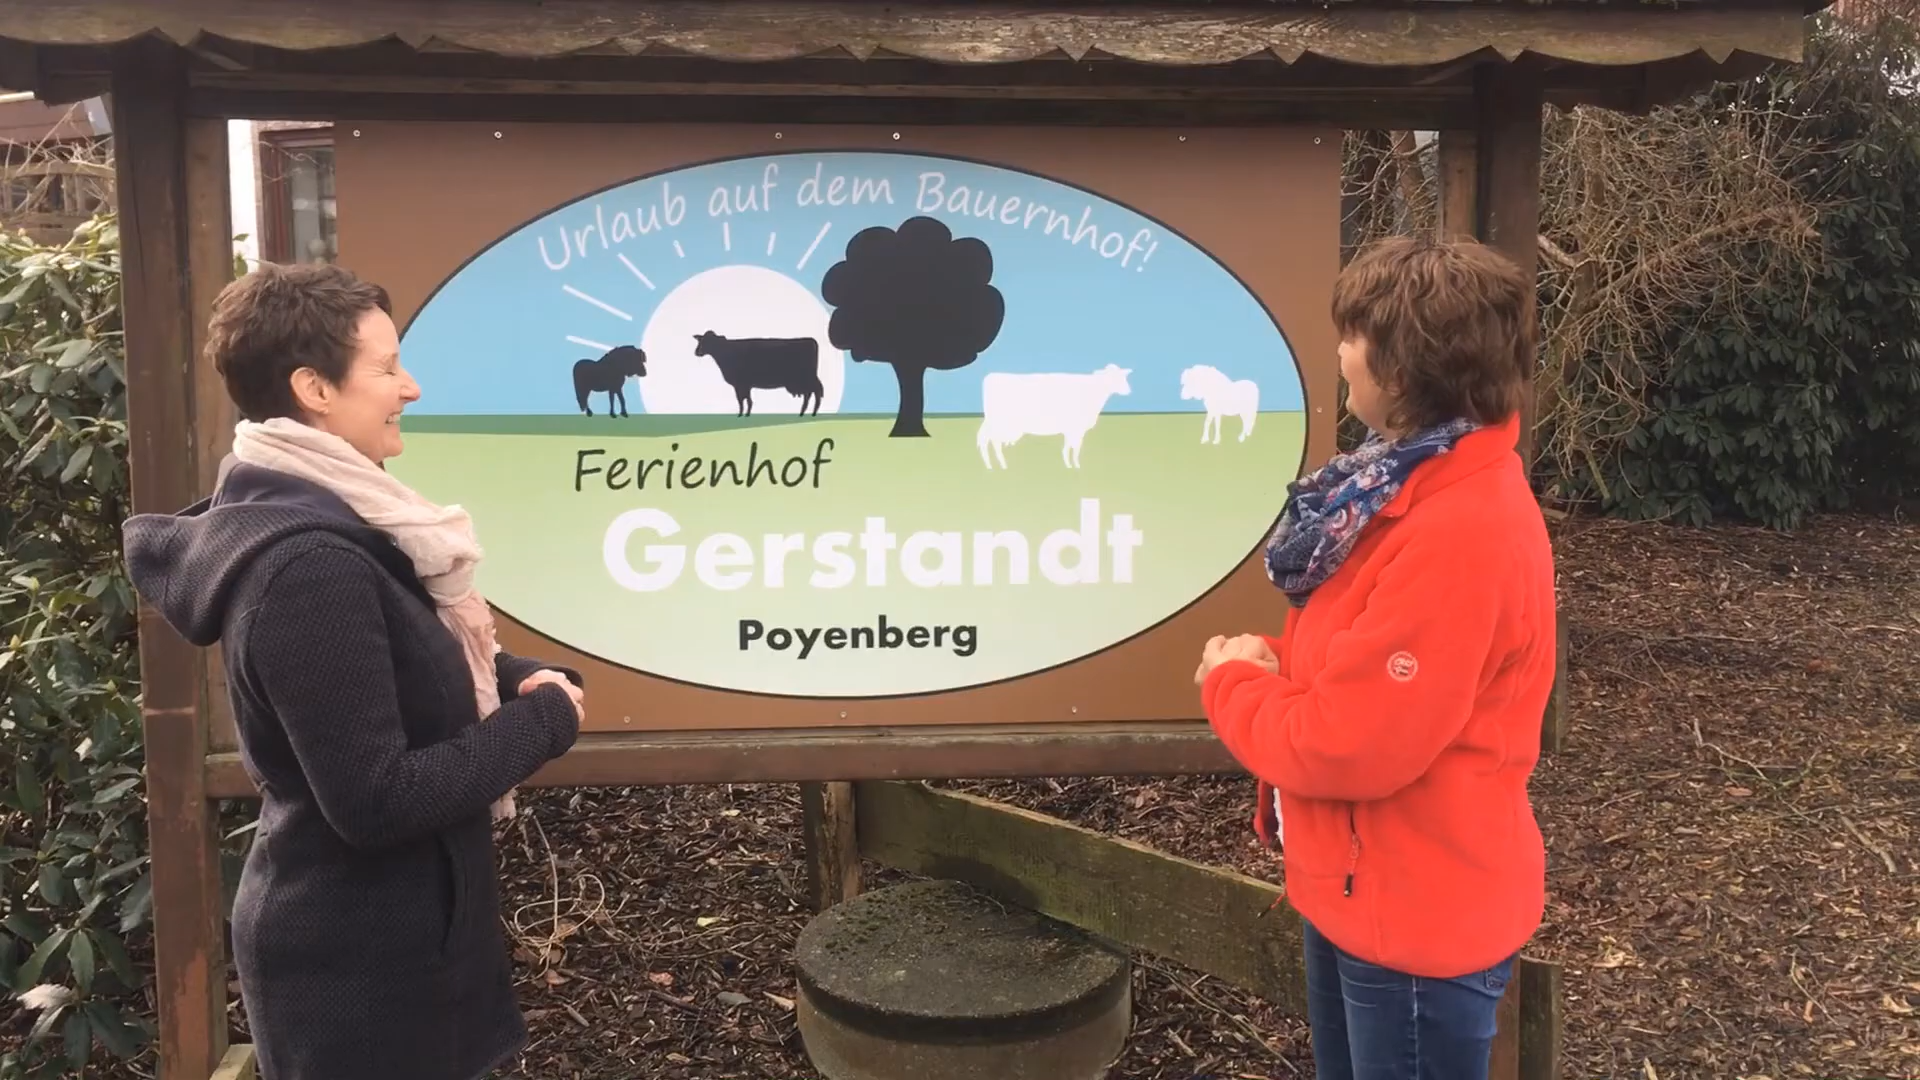 Urlaub auf dem Bauernhof!
Ferienhof
Gerstandt
Poyenberg